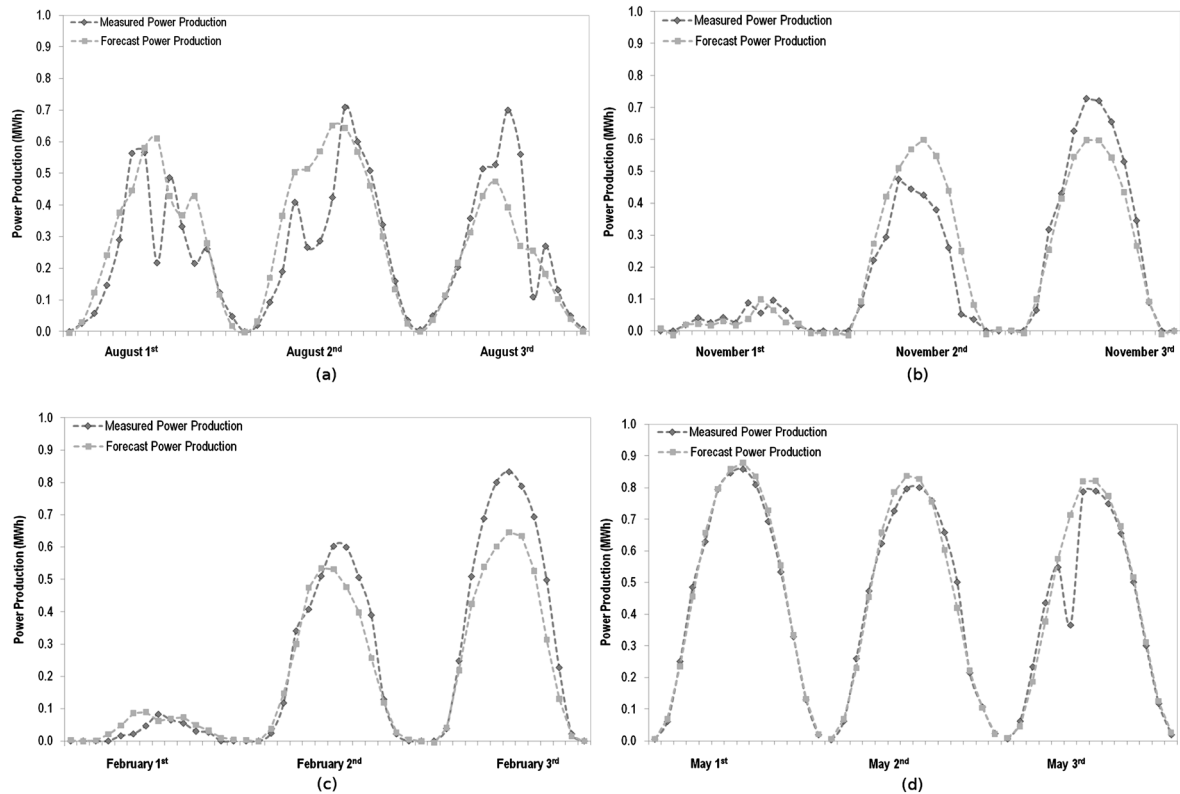 Measured Power Production
Forecast Power Production
Power Production (MWh)
1.0
0.9
0.8
0.7
0.6
0.5
0.4
0.3
0.2
0.1
0.0
August 1st
August 2nd
August 3rd
(a)
Measured Power Production
Forecast Power Production
Power Production (MWh)
1.0
0.9
0.8
0.7
0.6
0.5
0.4
0.3
0.2
0.1
0.0
November 1st
November 2nd
November 3rd
(b)
Measured Power Production
Forecast Power Production
Power Production (MWh)
1.0
0.9
0.8
0.7
0.6
0.5
0.4
0.3
0.2
0.1
0.0
February 1st
February 2nd
February 3rd
(c)
Measured Power Production
Forecast Power Production
Power Production (MWh)
1.0
0.9
0.8
0.7
0.6
0.5
0.4
0.3
0.2
0.1
0.0
May 1st
May 2nd
May 3rd
(d)